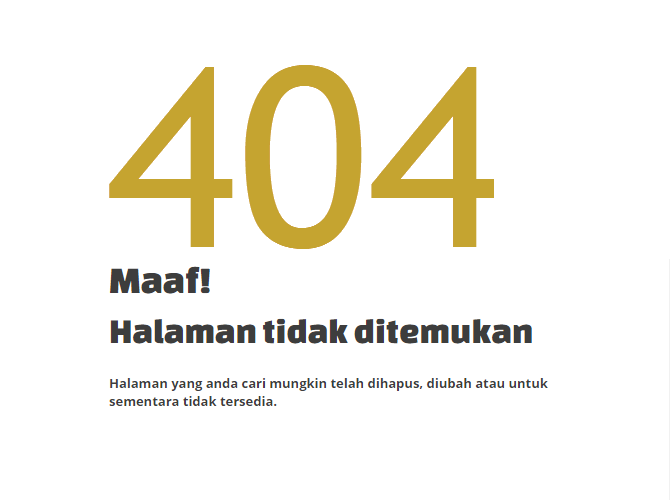 404
Maaf!
Halaman tidak ditemukan
Halaman yang anda cari mungkin telah dihapus, diubah atau untuk
sementara tidak tersedia.